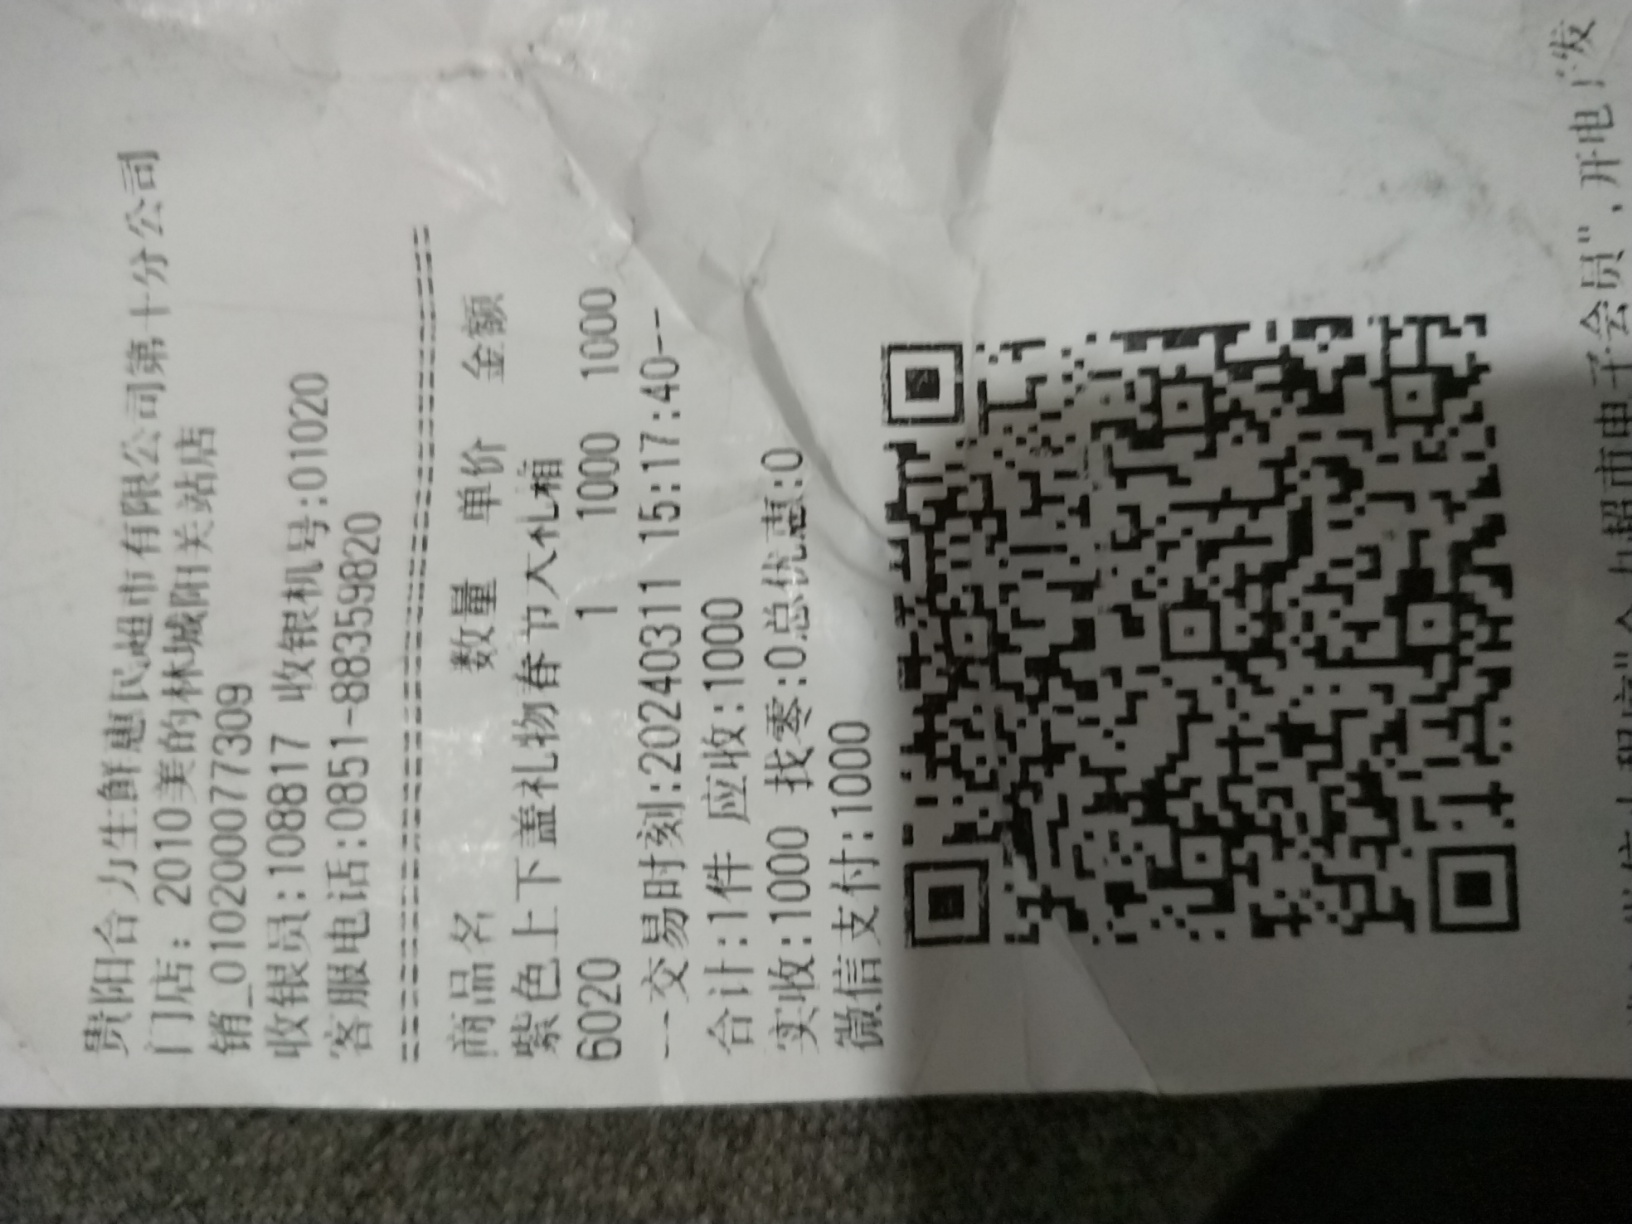 贵阳合力生鲜惠民超市有限公司第十分公司
门店: 2010美的林城阳关站店
销_010200077309
收银员:108817 收银机号:01020
客服电话:0851-88359820
商品名 数量 单价 金额
紫色上下盖礼物春节大礼箱
6020 1 1000 1000
--交易时刻:20240311 15:17:40--
合计:1件 应收:1000
实收:1000 找零:0总优惠:0
微信支付:1000
超市电子会员", 开电子发